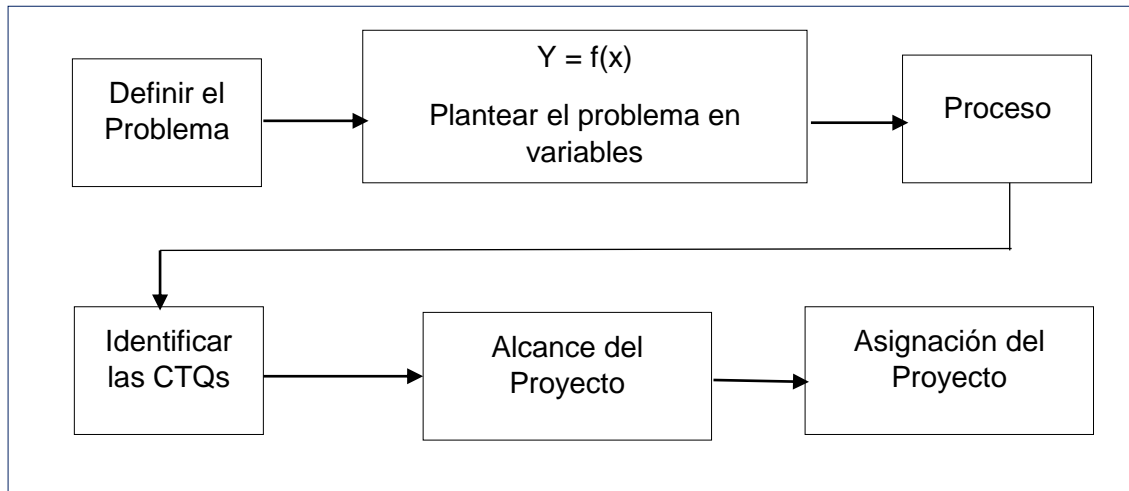 Definir el
Problema
Y = f(x)
Plantear el problema en
variables
Proceso
Identificar
las CTQs
Alcance del
Proyecto
Asignación del
Proyecto